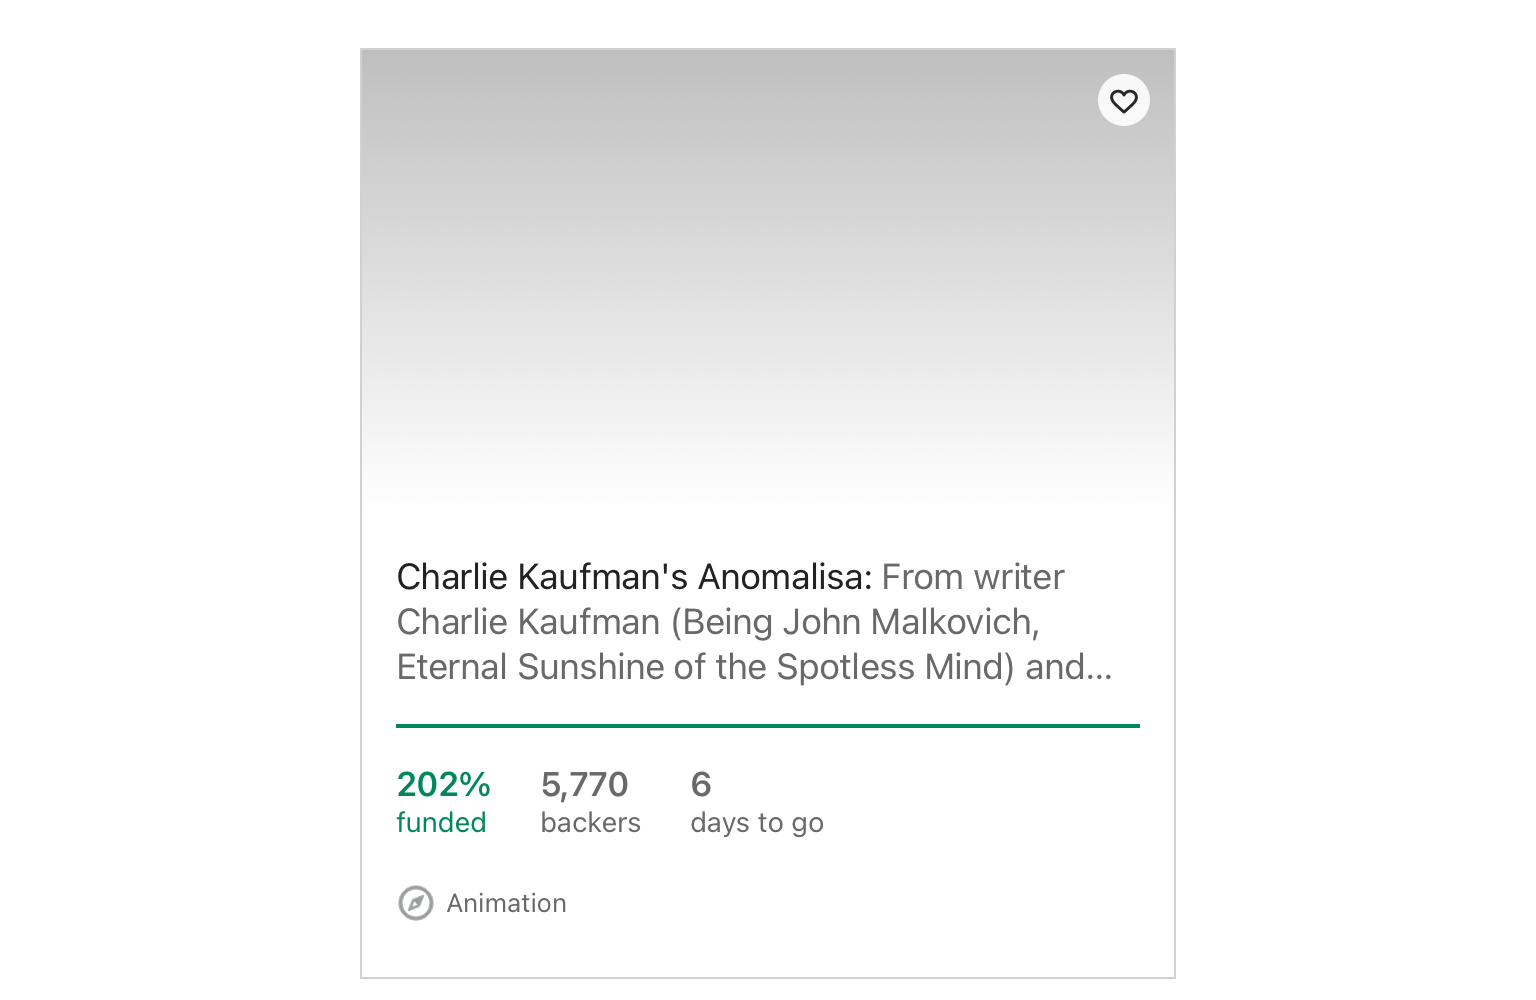 Charlie Kaufman's Anomalisa: From writer
Charlie Kaufman (Being John Malkovich,
Eternal Sunshine of the Spotless Mind) and...
202%
funded
5,770
backers
6
days to go
Animation